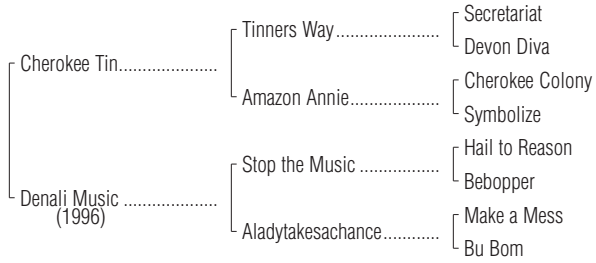 Secretariat
Tinners Way......................
Devon Diva
Cherokee Tin.....................
Cherokee Colony
Amazon Annie...................
Symbolize
Hail to Reason
Stop the Music .................
Bebopper
Denali Music ....................
(1996)
Make a Mess
Aladytakesachance............
Bu Bom